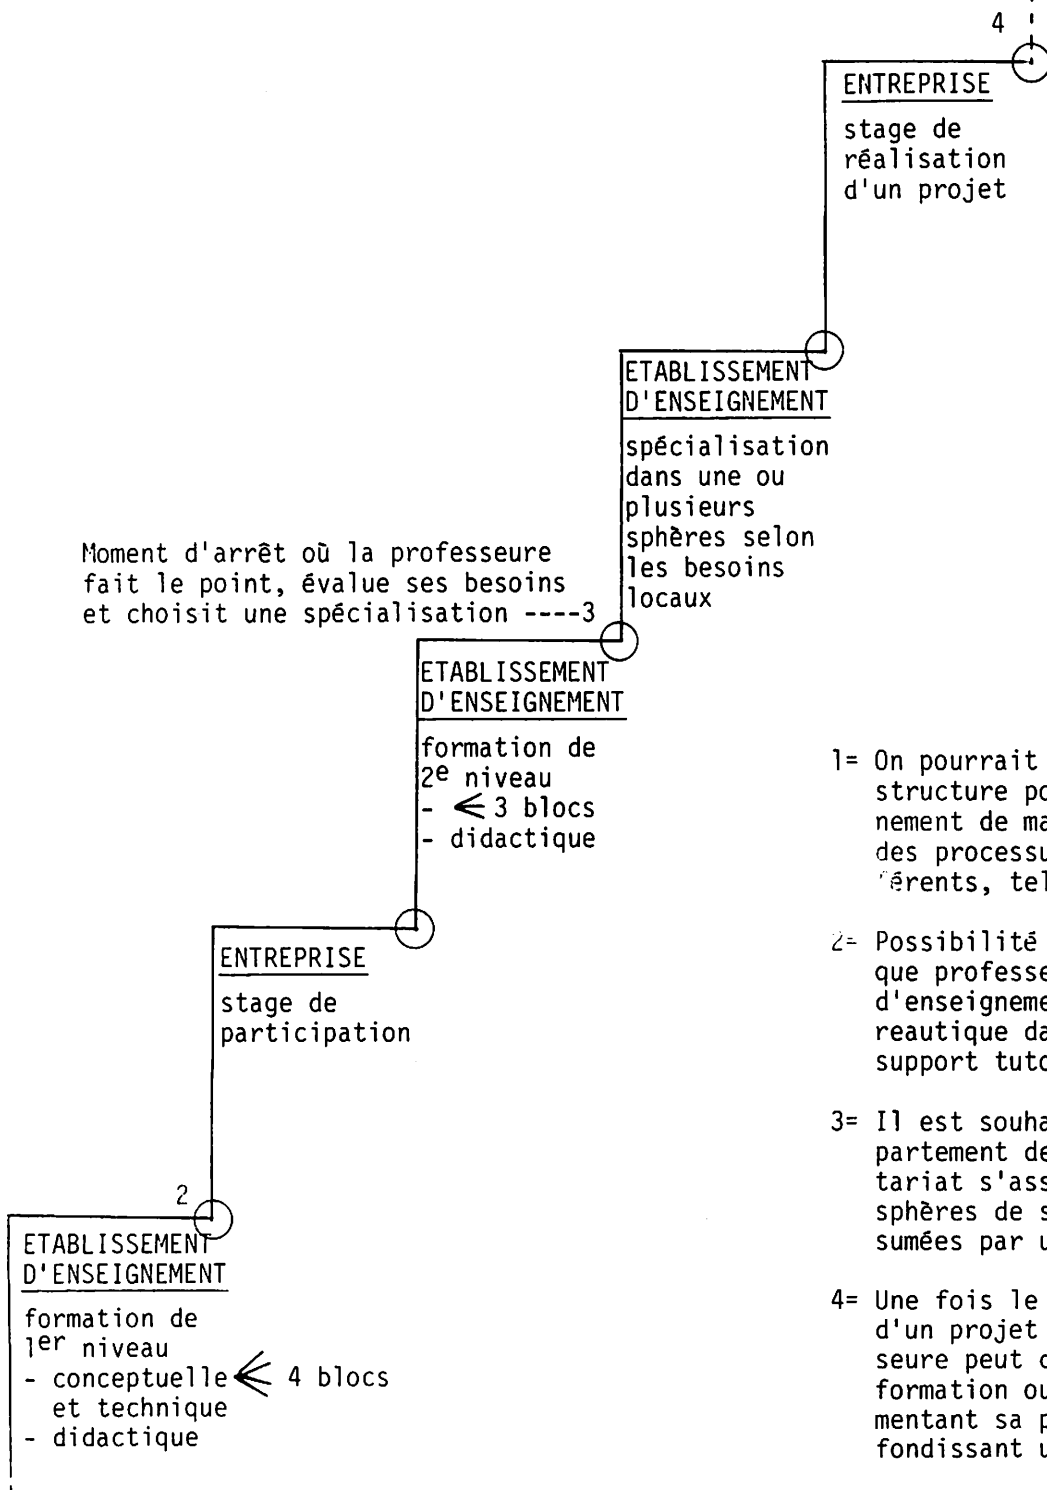 4
ENTREPRISE
stage de
réalisation
d'un projet
ETABLISSEMENT
D'ENSEIGNEMENT
spécialisation
dans une ou
plusieurs
sphères selon
les besoins
locaux
Moment d'arrêt où la professeure
fait le point, évalue ses besoins
et choisit une spécialisation ----3
ETABLISSEMENT
D'ENSEIGNEMENT
formation de
2e niveau
- < 3 blocs
- didactique
ENTREPRISE
stage de
participation
2
ETABLISSEMENT
D'ENSEIGNEMENT
formation de
1er niveau
- conceptuelle < 4 blocs
et technique
- didactique
1= On pourrait
structure po
nement de ma
des processu
érents, tel
2= Possibilité
que professe
d'enseigneme
reautique da
support tuto
3= Il est souha
partement de
tariat s'ass
sphères de s
sumées par u
4= Une fois le
d'un projet
seure peut c
formation ou
mentant sa p
fondissant u